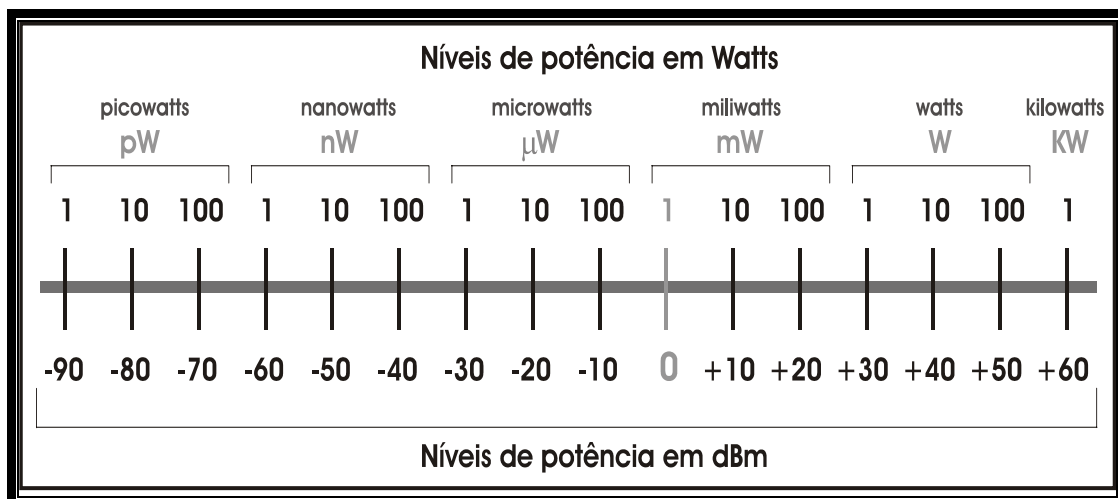 Níveis de potência em Watts
picowatts nanowatts microwatts miliwatts watts kilowatts
pW nW μW mW W KW
1 10 100 1 10 100 1 10 100 1 10 100 1 10 100 1
-90 -80 -70 -60 -50 -40 -30 -20 -10 0 +10 +20 +30 +40 +50 +60
Níveis de potência em dBm